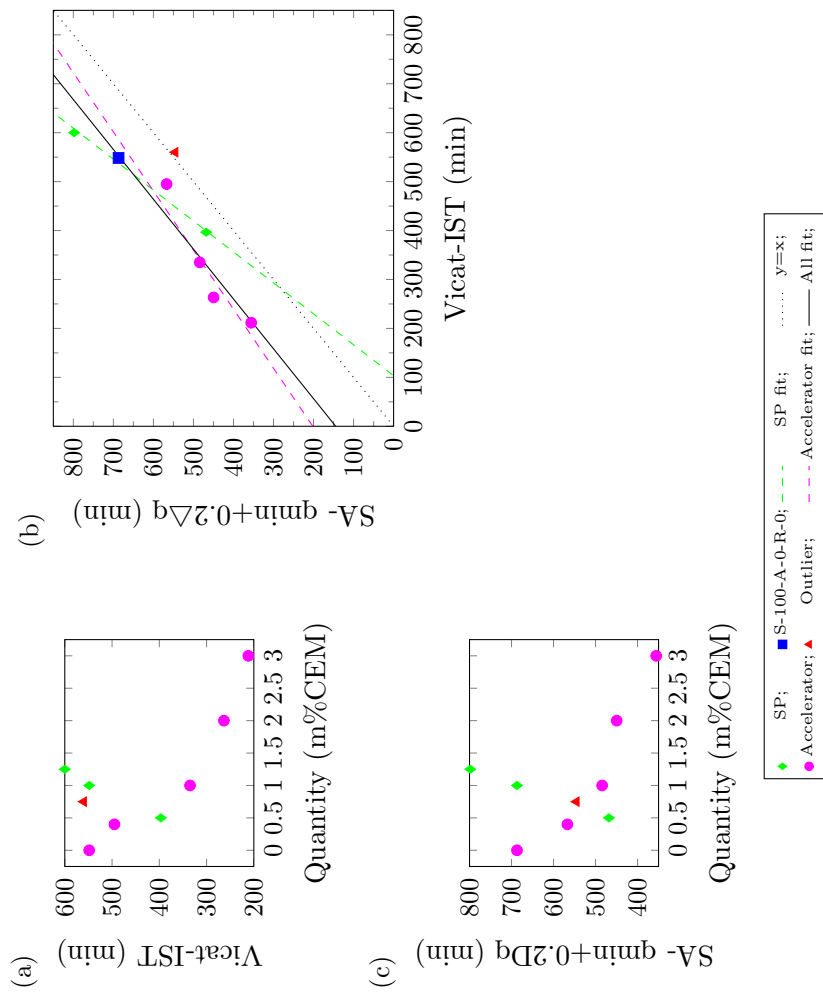 (a)
Vicat-IST (min)
600
500
400
300
200
0 0.5 1 1.5 2 2.5 3
Quantity (m%CEM)
(b)
SA- qmin+0.2△q (min)
800
700
600
500
400
300
200
100
0
0 100 200 300 400 500 600 700 800
Vicat-IST (min)
(c)
SA- qmin+0.2Dq (min)
800
700
600
500
400
0 0.5 1 1.5 2 2.5 3
Quantity (m%CEM)
SP; S-100-A-0-R-0; SP fit; y=x;
Accelerator; Outlier; Accelerator fit; All fit;